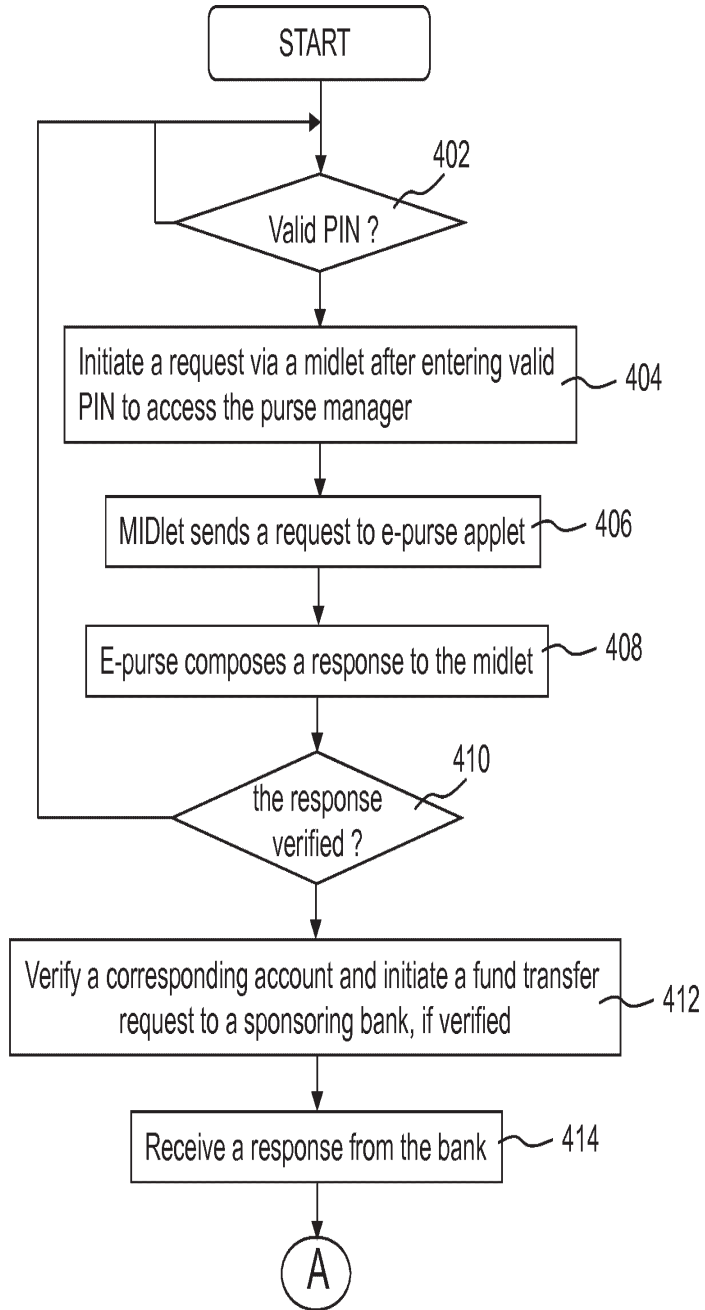 START
402
Valid PIN ?
Initiate a request via a midlet after entering valid
PIN to access the purse manager
404
MIDlet sends a request to e-purse applet
406
E-purse composes a response to the midlet
408
410
the response
verified ?
Verify a corresponding account and initiate a fund transfer
request to a sponsoring bank, if verified
412
Receive a response from the bank
414
A